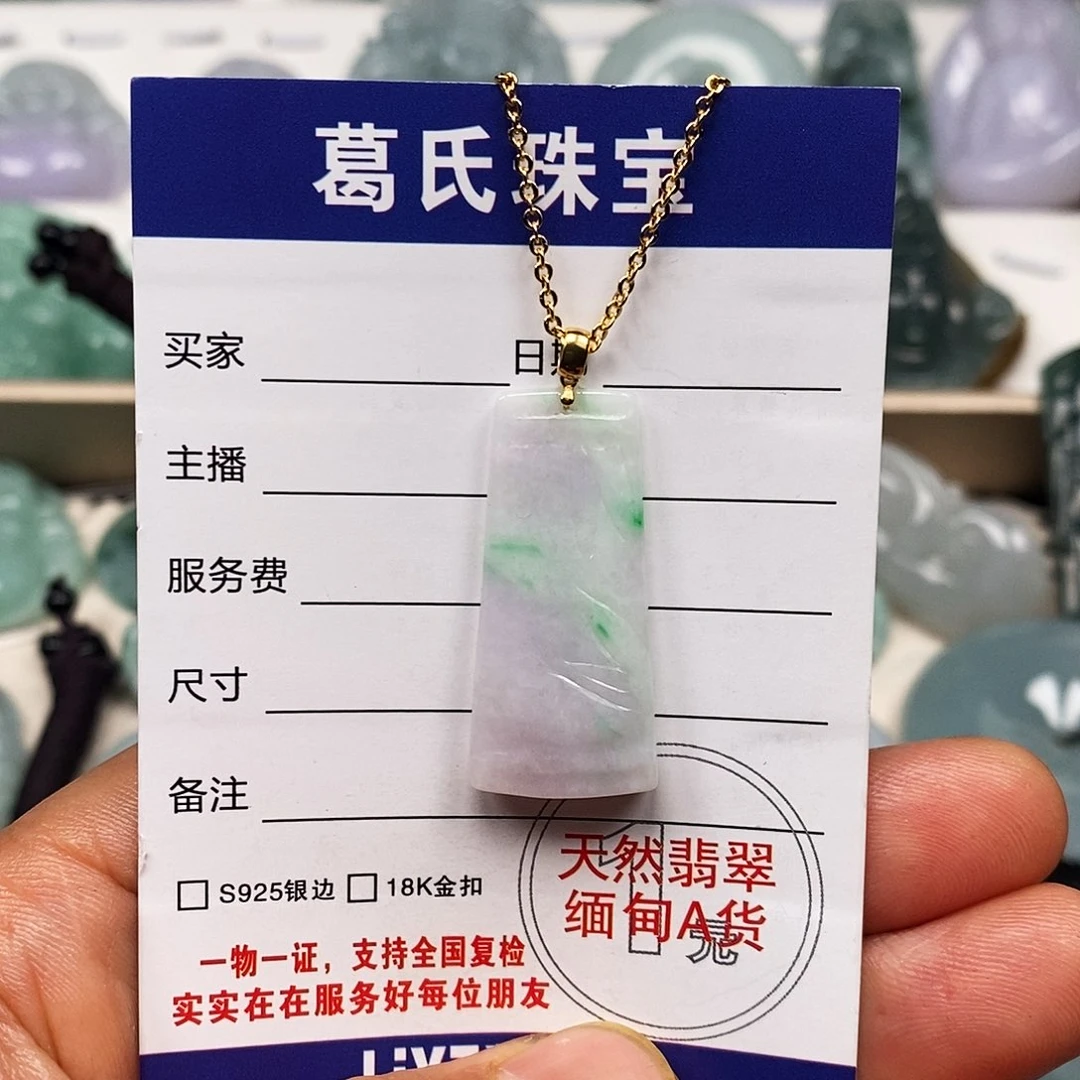 葛氏珠宝
买家 日期
主播
服务费
尺寸
备注
天然翡翠
缅甸A货
元
S925银边 18K金扣
一物一证，支持全国复检
实实在在服务好每位朋友